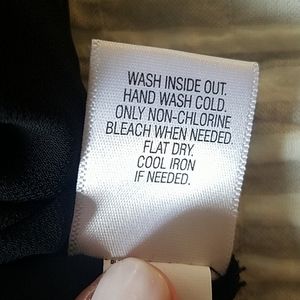 WASH INSIDE OUT.
HAND WASH COLD.
ONLY NON-CHLORINE
BLEACH WHEN NEEDED.
FLAT DRY.
COOL IRON
IF NEEDED.